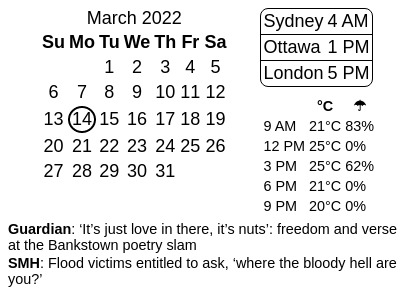 March 2022
Su Mo Tu We Th Fr Sa
1 2 3 4 5
6 7 8 9 10 11 12
13 14 15 16 17 18 19
20 21 22 23 24 25 26
27 28 29 30 31
Sydney 4 AM
Ottawa 1 PM
London 5 PM
°C ☂
9 AM 21°C 83%
12 PM 25°C 0%
3 PM 25°C 62%
6 PM 21°C 0%
9 PM 20°C 0%
Guardian: ‘It’s just love in there, it’s nuts’: freedom and verse
at the Bankstown poetry slam
SMH: Flood victims entitled to ask, ‘where the bloody hell are
you?’